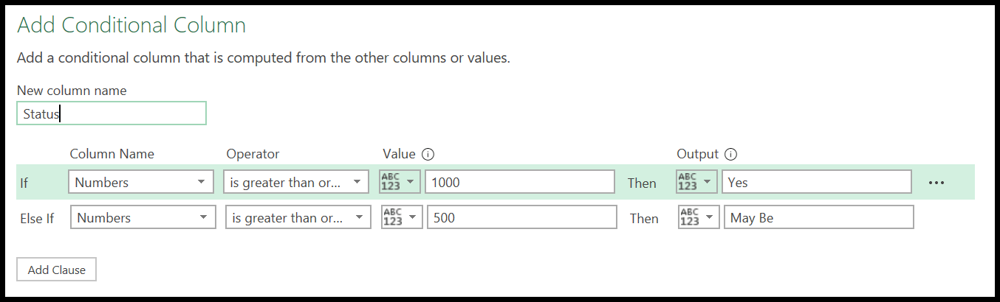 Add Conditional Column
Add a conditional column that is computed from the other columns or values.
New column name
Status
Column Name Operator Value Output
If Numbers is greater than or... ABC 123 1000 Then ABC 123 Yes ...
Else If Numbers is greater than or... ABC 123 500 Then ABC 123 May Be
Add Clause